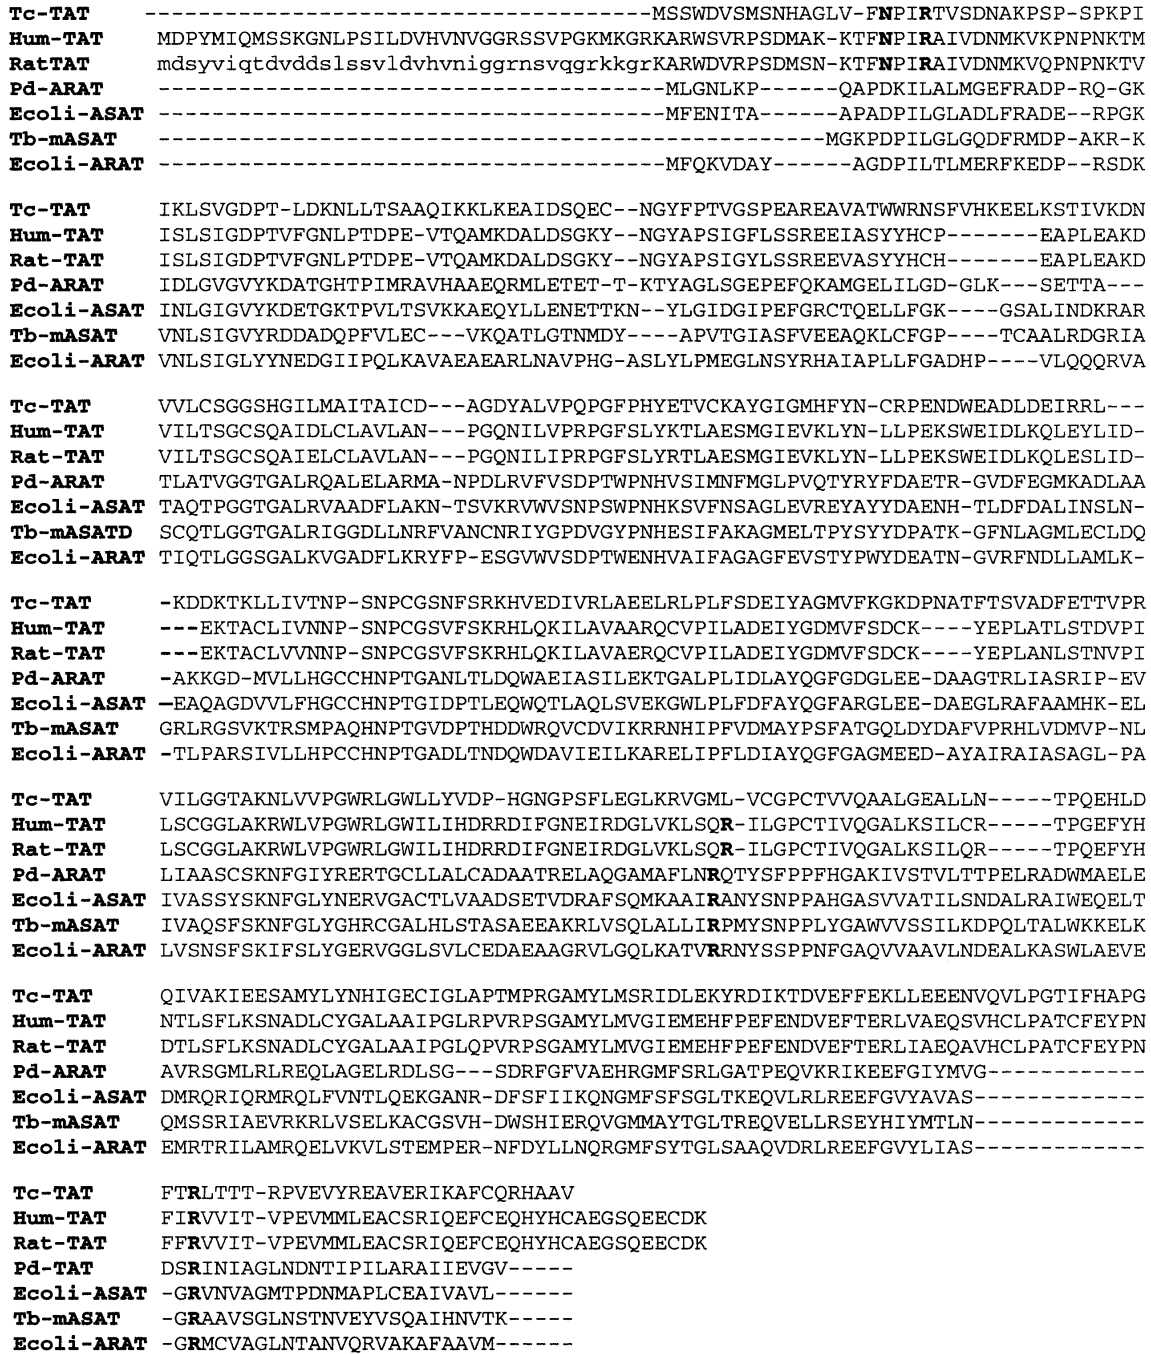 Tc-TAT ------------------------------------------MSSWDVSMSNHAGLV-FNPIRTVSDNAKPSP-SPKPI
Hum-TAT MDPYMIQMSSKGNLPSILDVHVNVGGRSSVPGKMKGRKARWSVRPSDMAK-KTFNPIRAIVDNMKVKPNPNKTM
RatTAT mdsyviqtdvddslssvldvhvniggrnsvqgrkkgrKARWDVRPSDMSN-KTFNPIRAIVDNMKVQPNPNKTV
Pd-ARAT ------------------------------------------MLGNLKP-------QAPDKILALMGEFRADP-RQ-GK
Ecoli-ASAT ------------------------------------------MFENITA------APADPILGLADLFRADE--RPGK
Tb-mASAT -------------------------------------------------------MGKPDPILGLGQDFRMDP-AKR-K
Ecoli-ARAT ------------------------------------------MFQKVDAY------AGDPILTLMERFKEDP--RSDK
Tc-TAT IKLSVGDPT-LDKNLLTSAAQIKKLKEAIDSQEC--NGYFPTVGSPEAREAVATWWRNSFVHKEELKSTIVKDN
Hum-TAT ISLSIGDPTVFGNLPTDPE-VTQAMKDALDSGKY--NGYAPSIGFLSSREEIASYYHCP-------EAPLEAKD
Rat-TAT ISLSIGDPTVFGNLPTDPE-VTQAMKDALDSGKY--NGYAPSIGYLSSREEVASYYHCH-------EAPLEAKD
Pd-ARAT IDLGVGVYKDATGHTPIMRAVHAAEQRMLETETT-T-KTYAGLSGEPEFQKAMGELILGD-GLK---SETTA---
Ecoli-ASAT INLGIGVYKDETGKTPVLTSVKKAEQYLLENETTKN--YLGIDGIPEFGRCTQELLFGK----GSALINDKRAR
Tb-mASAT VNLSIGVYRDDADQPFVLEC---VKQATLGTNMDY----APVTGIASFVEEAQKLCFGP----TCAALRDGRIA
Ecoli-ARAT VNLSIGLYYNEDGIIPQLKAVAEAEARLNAVPHG-ASLYLPMEGLNSYRHAIAPLLFGADHP----VLQQQRVA
Tc-TAT VVLCSGGSHGILMAITAICD---AGDYALVPQPGFPHYETVCKAYGIGMHFYN-CRPENDWEADLDEIRRL---
Hum-TAT VILTSGCSQAIDLCLAVLAN---PGQNILVPRPGFSLYKTLAESMGIEVKLYN-LLPEKSWEIDLKQLEYLID-
Rat-TAT VILTSGCSQAIELCLAVLAN---PGQNILIPRPGFSLYRTLAESMGIEVKLYN-LLPEKSWEIDLKQLESLID-
Pd-ARAT TLATVGGTGALRQALELARMA-NPDLRVFVSDPTWPNHVSIMNFMGLPVQTYRYFDAETR-GVDFEGMKADLAA
Ecoli-ASAT TAQTPGGTGALRVAADFLAKN-TSVKRVWVSNPSWPNHKSVFNSAGLEVREYAYYDAENH-TLDFDALINSLN-
Tb-mASATD SCQTLGGTGALRIGGDLLNRFVANCNRIYGPDVGYPNHESIFAKAGMELTPYSYYDPATK-GFNLAGMLECLDQ
Ecoli-ARAT TIQTLGGSGALKVGADFLKRYFP-ESGVWVSDPTWENHVAIFAGAGFEVSTYPWYDEATN-GVRFNDLLAMLK-
Tc-TAT -KDDKTKLLIVTNP-SNPCGSNFSRKHVEDIVRLAEELRLPLFSDEIYAGMVFKGKDPNATFTSVADFETTVPR
Hum-TAT ---EKTACLIVNNP-SNPCGSVFSKRHLQKILAVAARQCVPILADEIYGDMVFSDCK----YEPLATLSTDVPI
Rat-TAT ---EKTACLVVNNP-SNPCGSVFSKRHLQKILAVAERQCVPILADEIYGDMVFSDCK----YEPLANLSTNVPI
Pd-ARAT -AKKGD-MVLLHGCCHNPTGANLTLDQWAEIASILEKTGALPLIDLAYQGFGDGLEE-DAAGTRLIASRIP-EV
Ecoli-ASAT -EAQAGDVVLFHGCCHNPTGIDPTLEQWQTLAQLSVEKGWLPLFDFAYQGFARGLEE-DAEGLRAFAAMHK-EL
Tb-mASAT GRLRGSVKTRSMPAQHNPTGVDPTHDDWRQVCDVIKRRNHIPFVDMAYPSFATGQLDYDAFVPRHLVDMVP-NL
Ecoli-ARAT -TLPARSIVLLHPCCHNPTGADLTNDQWDAVIEILKARELIPFLDIAYQGFGAGMEED-AYAIRAIASAGL-PA
Tc-TAT VILGGTAKNLVVPGWRLGWLLYVDP-HGNGPSFLEGLKRVGML-VCGPCTVVQAALGEALLN-----TPQEHLD
Hum-TAT LSCGGLAKRWLVPGWRLGWILIHDRRDIFGNEIRDGLVKLSQR-ILGPCTIVQGALKSILCR-----TPGEFYH
Rat-TAT LSCGGLAKRWLVPGWRLGWILIHDRRDIFGNEIRDGLVKLSQR-ILGPCTIVQGALKSILQR-----TPQEFYH
Pd-ARAT LIAASCSKNFGIYRERTGCLLALCADAATRELAQGAMAFLNRQTYSFPPFHGAKIVSTVLTTPELRADWMAELE
Ecoli-ASAT IVASSYSKNFGLYNERVGACTLVAADSETVDRAFSQMKAAIRANYSNPPAHGASVVATILSNDALRAIWEQELT
Tb-mASAT IVAQSFSKNFGLYGHRCGALHLSTASAEEAKRLVSQLALLIRPMYSNPPLYGAWVVSSILKDPQLTALWKKELK
Ecoli-ARAT LVSNSFSKIFSLYGERVGGLSVLCEDAEAAGRVLGQLKATVRRNYSSPPNFGAQVVAAVLNDEALKASWLAEVE
Tc-TAT QIVAKIEESAMYLYNHIGECIGLAPTMPRGAMYLMSRIDLEKYRDIKTDVEFFEKLLEEENVQVLPGTIFHAPG
Hum-TAT NTLSFLKSNADLCYGALAAIPGLRPVRPSGAMYLMVGIEMEHFPEFENDVEFTERLVAEQSVHCLPATCFEYPN
Rat-TAT DTLSFLKSNADLCYGALAAIPGLQPVRPSGAMYLMVGIEMEHFPEFENDVEFTERLIAEQAVHCLPATCFEYPN
Pd-ARAT AVRSGMLRLREQLAGELRDLSG---SDRFGFVAEHRGMFSRLGATPEQVKRIKEEFGIYMVG------------
Ecoli-ASAT DMRQRIQRMRQLFVNTLQEKGANR-DFSFIIKQNGMFSFSGLTKEQVLRLREEFGVYAVAS-------------
Tb-mASAT QMSSRIAEVRKRLVSELKACGSVH-DWSHIERQVGMMAYTGLTREQVELLRSEYHIYMTLN-------------
Ecoli-ARAT EMRTRILAMRQELVKVLSTEMPER-NFDYLLNQRGMFSYTGLSAAQVDRLREEFGVYLIAS-------------
Tc-TAT FTRLTTT-RPVEVYREAVERIKAFCQRHAAV
Hum-TAT FIRVVIT-VPEVMMLEACSRIQEFCEQHYHCAEGSQEECDK
Rat-TAT FFRVVIT-VPEVMMLEACSRIQEFCEQHYHCAEGSQEECDK
Pd-TAT DSRINIAGLNDNTIPILARAIIEVGV-----
Ecoli-ASAT -GRVNVAGMTPDNMAPLCEAIVAVL------
Tb-mASAT -GRAAVSGLNSTNVEYVSQAIHNVTK-----
Ecoli-ARAT -GRMCVAGLNTANVQRVAKAFAAVM------